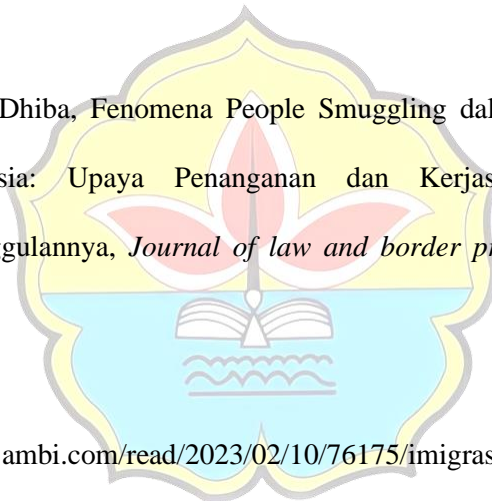 Dhiba, Fenomena People Smuggling dal
sia: Upaya Penanganan dan Kerjas
ggulannya, Journal of law and border pr
ambi.com/read/2023/02/10/76175/imigras